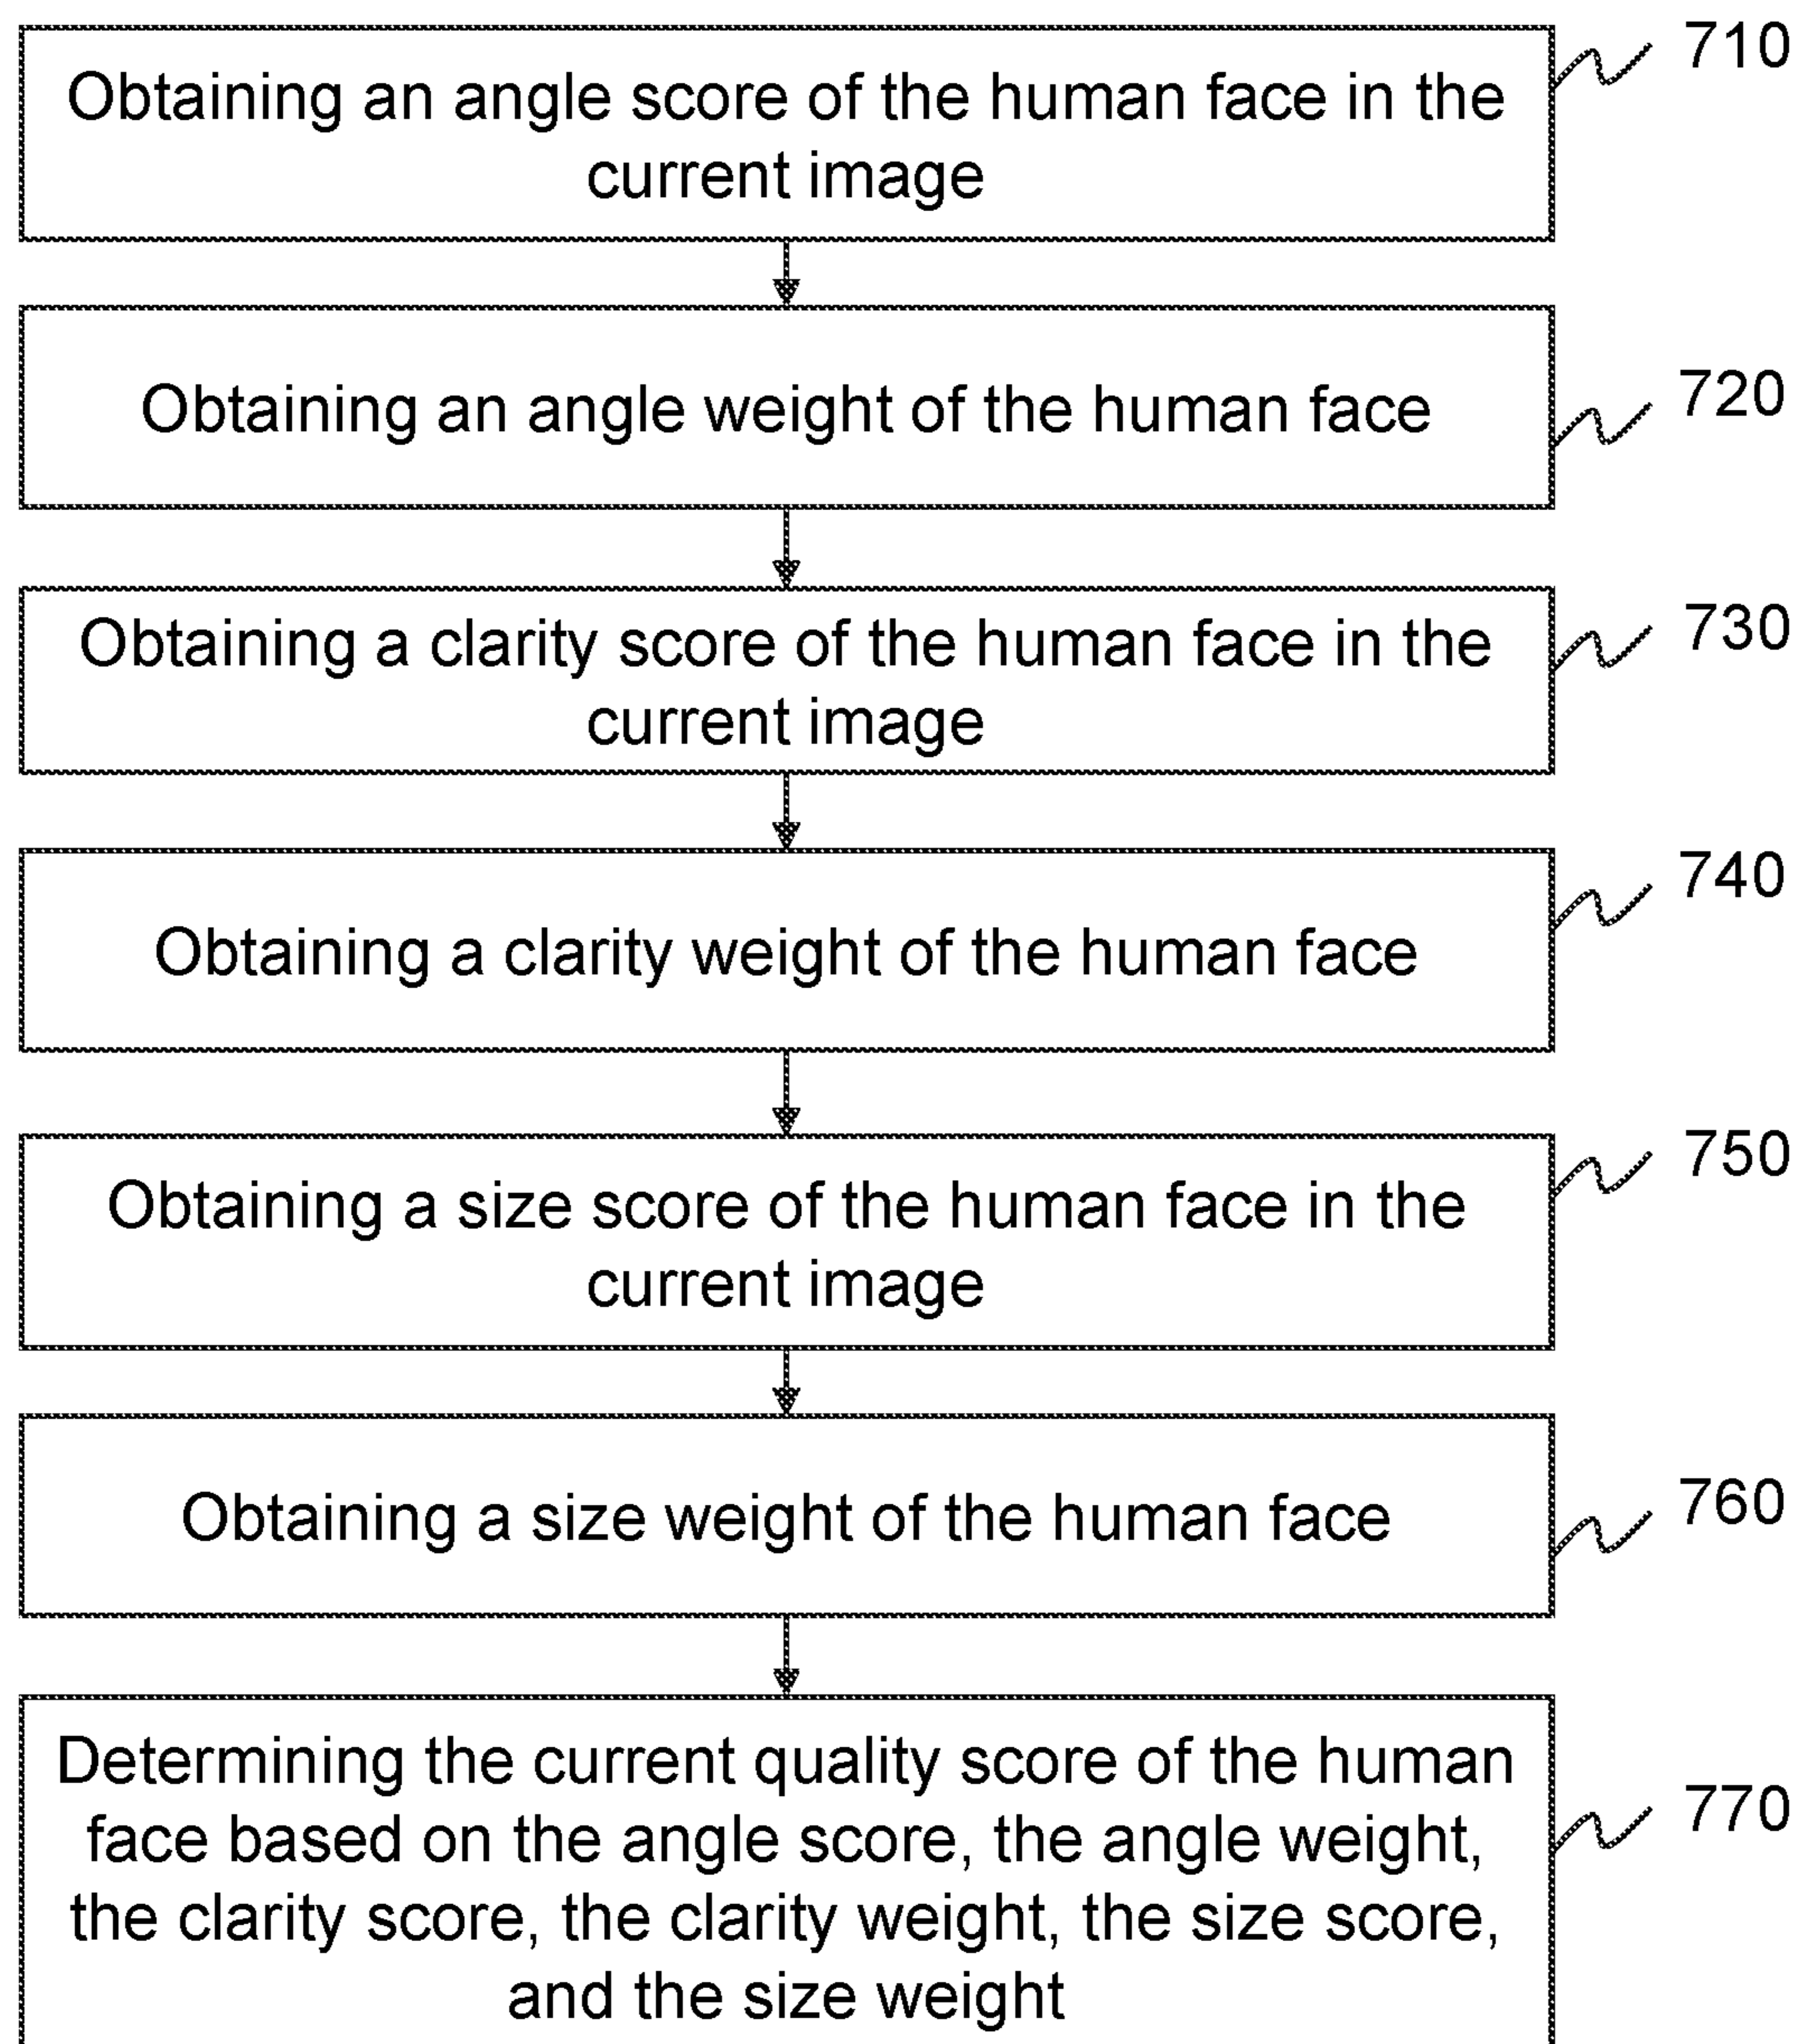 710
Obtaining an angle score of the human face in the
current image
720
Obtaining an angle weight of the human face
730
Obtaining a clarity score of the human face in the
current image
740
Obtaining a clarity weight of the human face
750
Obtaining a size score of the human face in the
current image
760
Obtaining a size weight of the human face
770
Determining the current quality score of the human
face based on the angle score, the angle weight,
the clarity score, the clarity weight, the size score,
and the size weight